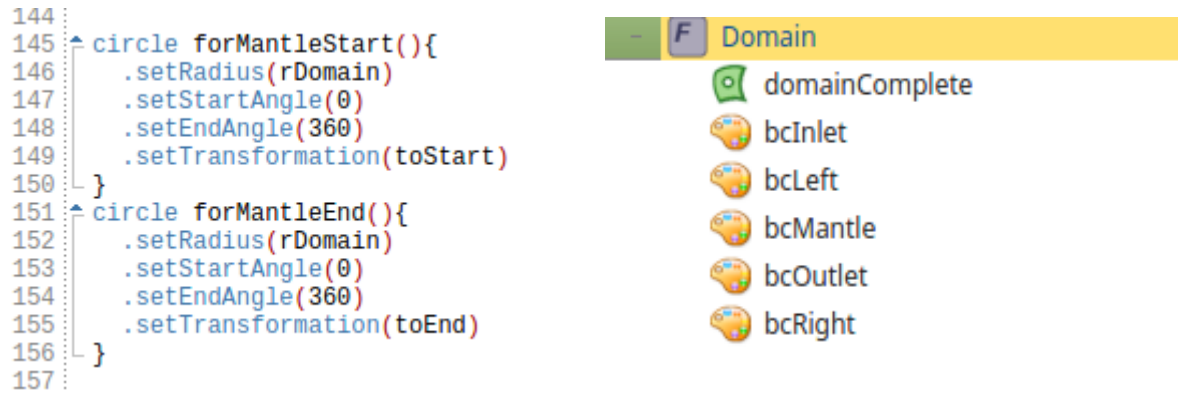 144
145 circle forMantleStart(){
146 .setRadius(rDomain)
147 .setStartAngle(0)
148 .setEndAngle(360)
149 .setTransformation(toStart)
150 }
151 circle forMantleEnd(){
152 .setRadius(rDomain)
153 .setStartAngle(0)
154 .setEndAngle(360)
155 .setTransformation(toEnd)
156 }
157
F Domain
domainComplete
bcInlet
bcLeft
bcMantle
bcOutlet
bcRight